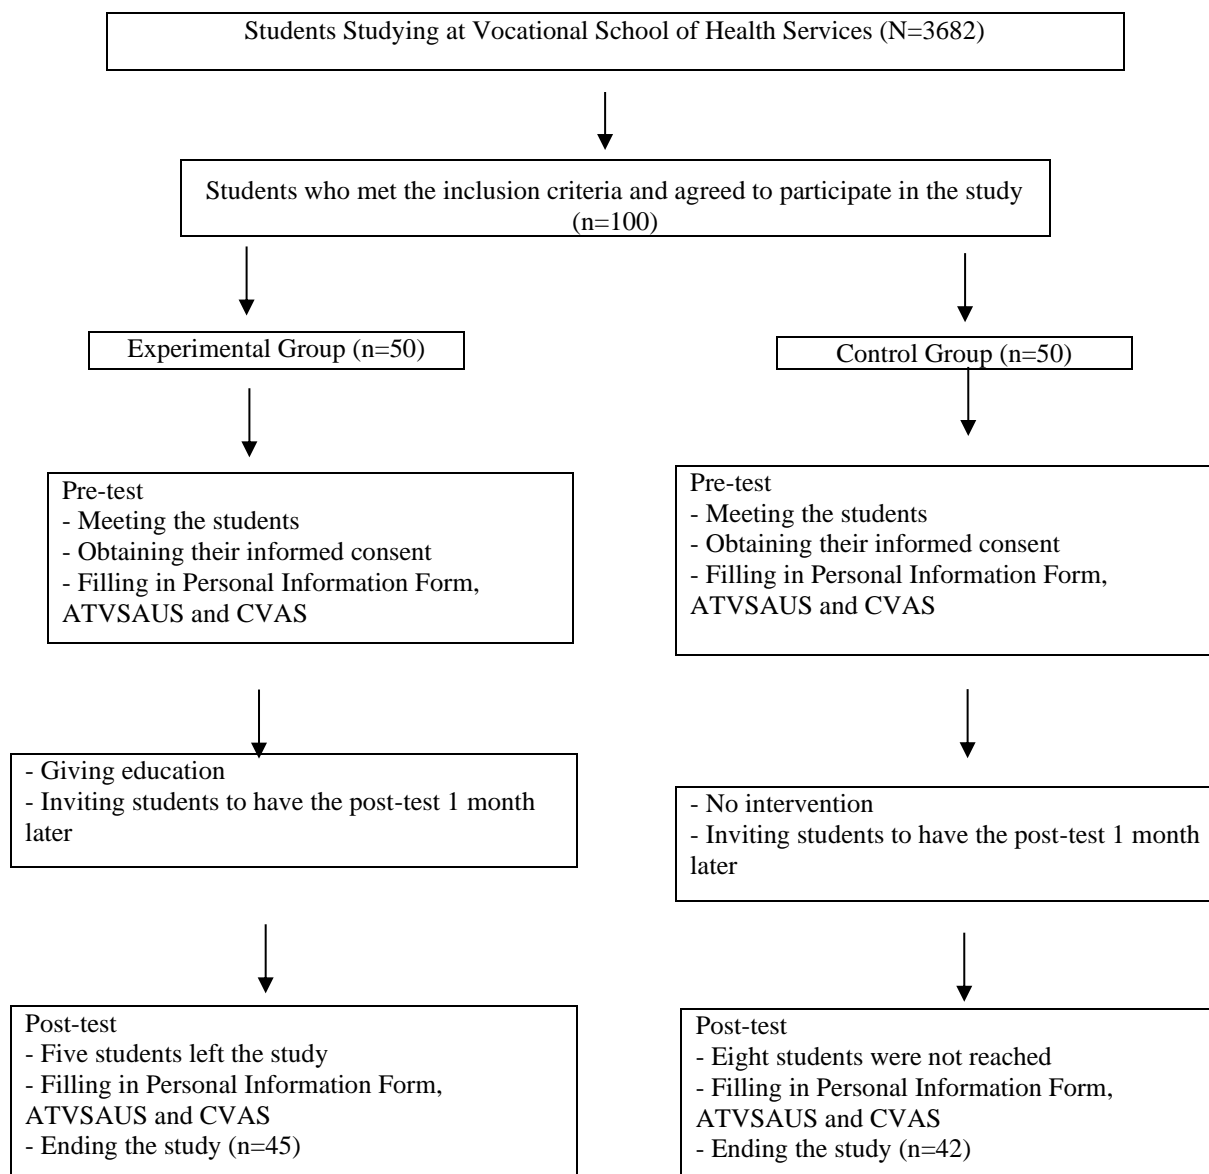 Students Studying at Vocational School of Health Services (N=3682)
Students who met the inclusion criteria and agreed to participate in the study
(n=100)
Experimental Group (n=50)
Control Group (n=50)
Pre-test
- Meeting the students
- Obtaining their informed consent
- Filling in Personal Information Form,
ATVSAUS and CVAS
Pre-test
- Meeting the students
- Obtaining their informed consent
- Filling in Personal Information Form,
ATVSAUS and CVAS
- Giving education
- Inviting students to have the post-test 1 month
later
- No intervention
- Inviting students to have the post-test 1 month
later
Post-test
- Five students left the study
- Filling in Personal Information Form,
ATVSAUS and CVAS
- Ending the study (n=45)
Post-test
- Eight students were not reached
- Filling in Personal Information Form,
ATVSAUS and CVAS
- Ending the study (n=42)